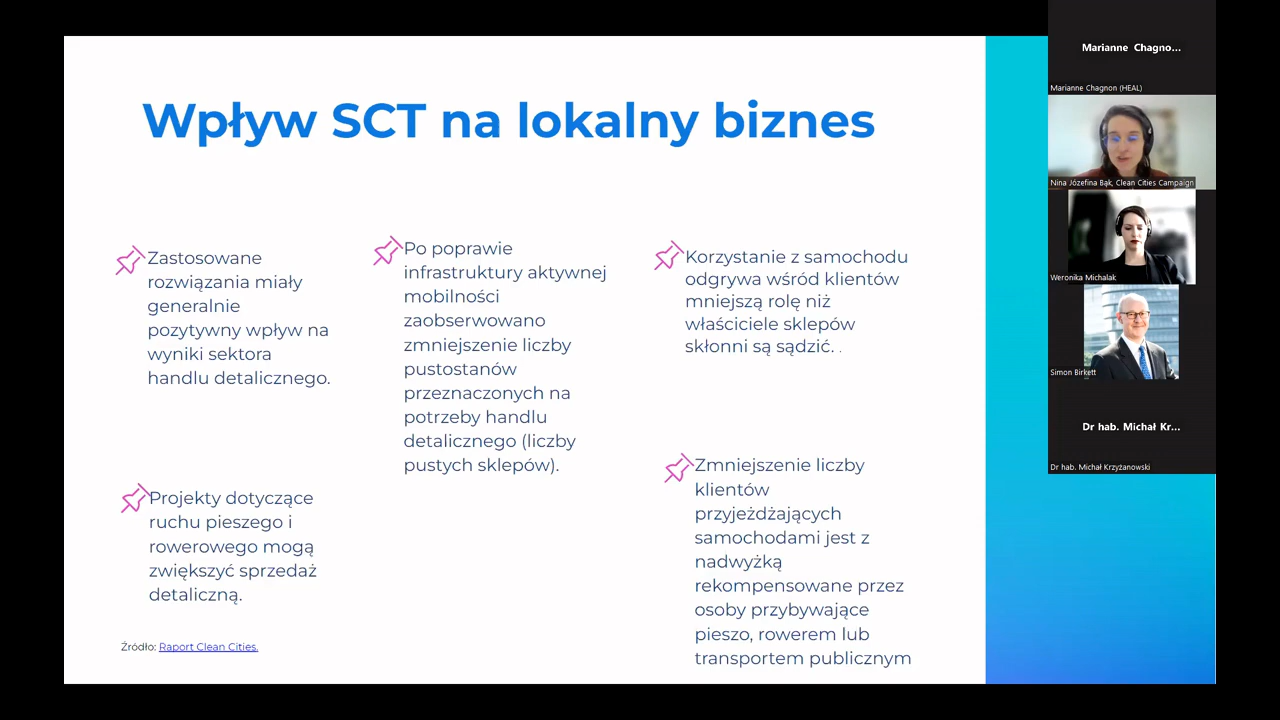 Wpływ SCT na lokalny biznes
Zastosowane
rozwiązania miały
generalnie
pozytywny wpływ na
wyniki sektora
handlu detalicznego.
Projekty dotyczące
ruchu pieszego i
rowerowego mogą
zwiększyć sprzedaż
detaliczną.
Po poprawie
infrastruktury aktywnej
mobilności
zaobserwowano
zmniejszenie liczby
pustostanów
przeznaczonych na
potrzeby handlu
detalicznego (liczby
pustych sklepów).
Korzystanie z samochodu
odgrywa wśród klientów
mniejszą rolę niż
właściciele sklepów
skłonni są sądzić. .
Zmniejszenie liczby
klientów
przyjeżdżających
samochodami jest z
nadwyżką
rekompensowane przez
osoby przybywające
pieszo, rowerem lub
transportem publicznym
Źródło: Raport Clean Cities.
Marianne Chagno...
Marianne Chagnon (HEAL)
Nina Józefina Bąk, Clean Cities Campaign
Weronika Michalak
Simon Birkett
Dr hab. Michał Kr...
Dr hab. Michał Krzyżanowski